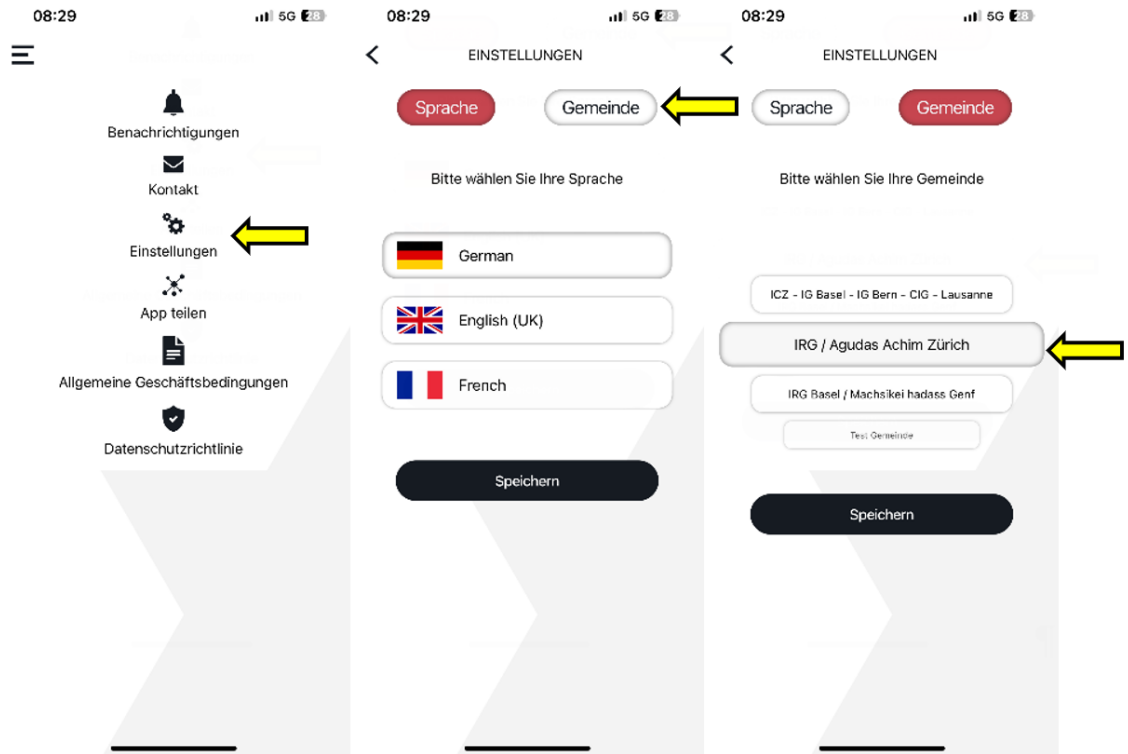 08:29
5G 28
Benachrichtigungen
Kontakt
Einstellungen
App teilen
Allgemeine Geschäftsbedingungen
Datenschutzrichtlinie
08:29
5G 28
EINSTELLUNGEN
Sprache
Gemeinde
Bitte wählen Sie Ihre Sprache
German
English (UK)
French
Speichern
08:29
5G 28
EINSTELLUNGEN
Sprache
Gemeinde
Bitte wählen Sie Ihre Gemeinde
ICZ - IG Basel - IG Bern - CIG - Lausanne
IRG / Agudas Achim Zürich
IRG Basel / Machsikei hadass Genf
Test Gemeinde
Speichern